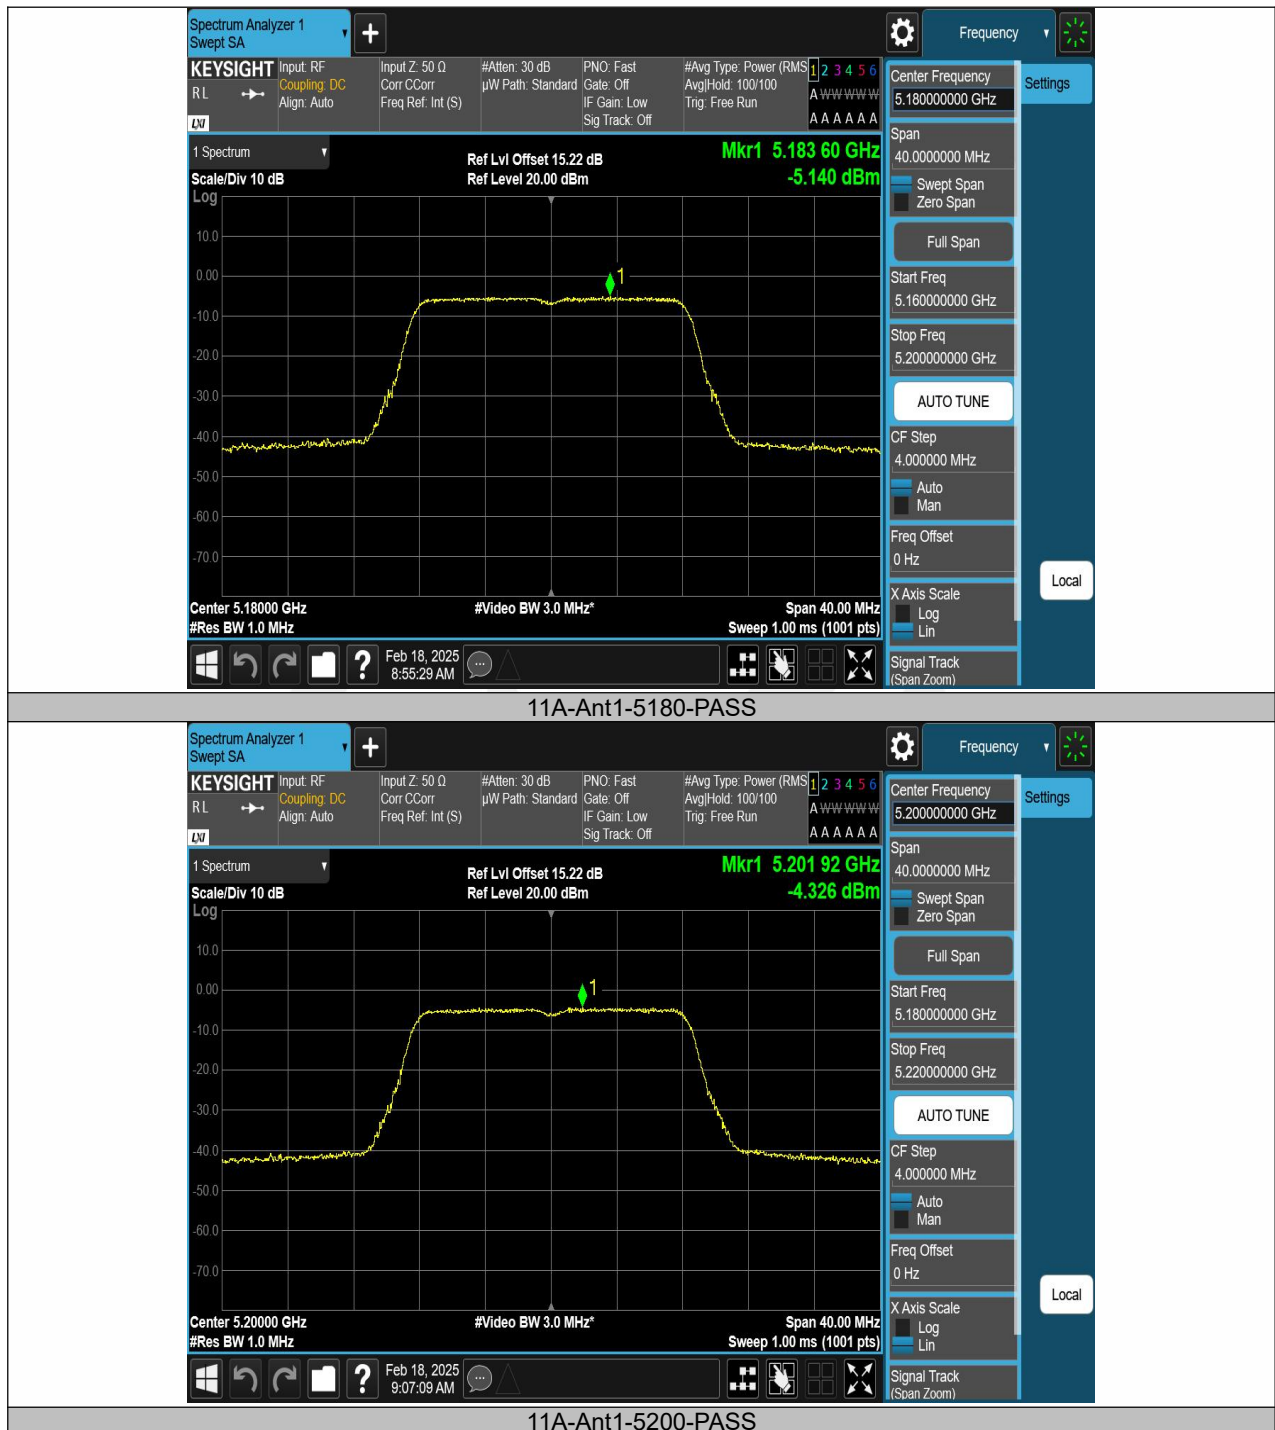 Spectrum Analyzer 1
Swept SA
Frequency
KEYSIGHT
RL
LXI
Input: RF
Coupling: DC
Align: Auto
Input Z: 50 Ω
Corr CCorr
Freq Ref: Int (S)
#Atten: 30 dB
µW Path: Standard
PNO: Fast
Gate: Off
IF Gain: Low
Sig Track: Off
#Avg Type: Power (RMS
Avg|Hold: 100/100
Trig: Free Run
1 2 3 4 5 6
A W W W W W
A A A A A A
1 Spectrum
Scale/Div 10 dB
Log
Ref Lvl Offset 15.22 dB
Ref Level 20.00 dBm
Mkr1 5.183 60 GHz
-5.140 dBm
10.0
0.00
-10.0
-20.0
-30.0
-40.0
-50.0
-60.0
-70.0
1
Center 5.18000 GHz
#Res BW 1.0 MHz
#Video BW 3.0 MHz*
Span 40.00 MHz
Sweep 1.00 ms (1001 pts)
Feb 18, 2025
8:55:29 AM
Center Frequency
5.180000000 GHz
Span
40.0000000 MHz
Swept Span
Zero Span
Full Span
Start Freq
5.160000000 GHz
Stop Freq
5.200000000 GHz
AUTO TUNE
CF Step
4.000000 MHz
Auto
Man
Freq Offset
0 Hz
X Axis Scale
Log
Lin
Signal Track
(Span Zoom)
Settings
Local
11A-Ant1-5180-PASS
Spectrum Analyzer 1
Swept SA
Frequency
KEYSIGHT
RL
LXI
Input: RF
Coupling: DC
Align: Auto
Input Z: 50 Ω
Corr CCorr
Freq Ref: Int (S)
#Atten: 30 dB
µW Path: Standard
PNO: Fast
Gate: Off
IF Gain: Low
Sig Track: Off
#Avg Type: Power (RMS
Avg|Hold: 100/100
Trig: Free Run
1 2 3 4 5 6
A W W W W W
A A A A A A
1 Spectrum
Scale/Div 10 dB
Log
Ref Lvl Offset 15.22 dB
Ref Level 20.00 dBm
Mkr1 5.201 92 GHz
-4.326 dBm
10.0
0.00
-10.0
-20.0
-30.0
-40.0
-50.0
-60.0
-70.0
1
Center 5.20000 GHz
#Res BW 1.0 MHz
#Video BW 3.0 MHz*
Span 40.00 MHz
Sweep 1.00 ms (1001 pts)
Feb 18, 2025
9:07:09 AM
Center Frequency
5.200000000 GHz
Span
40.0000000 MHz
Swept Span
Zero Span
Full Span
Start Freq
5.180000000 GHz
Stop Freq
5.220000000 GHz
AUTO TUNE
CF Step
4.000000 MHz
Auto
Man
Freq Offset
0 Hz
X Axis Scale
Log
Lin
Signal Track
(Span Zoom)
Settings
Local
11A-Ant1-5200-PASS